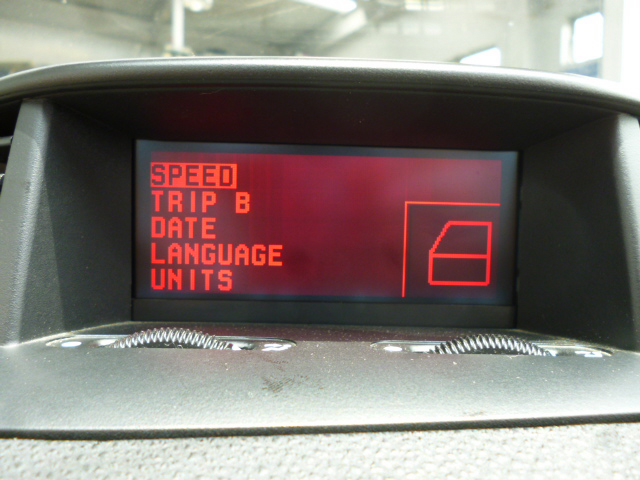 SPEED
TRIP B
DATE
LANGUAGE
UNITS